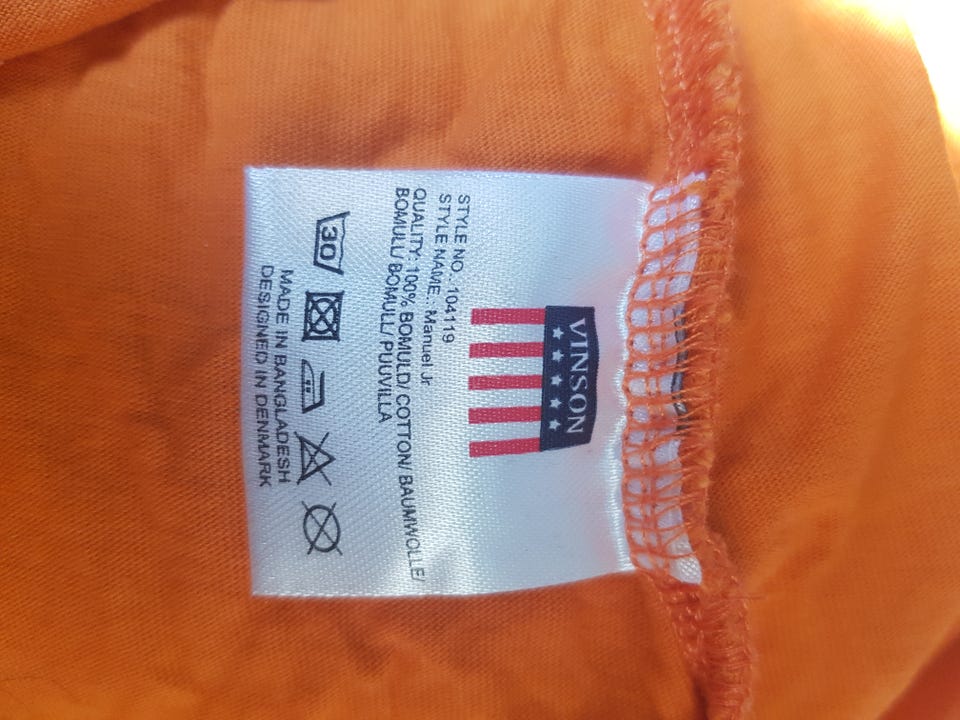 VINSON
STYLE NO.: 104119
STYLE NAME.: Manuel Jr
QUALITY: 100% BOMULD/ COTTON/ BAUMWOLLE/
BOMULL/ BOMULL/ PUUVILLA
30
MADE IN BANGLADESH
DESIGNED IN DENMARK